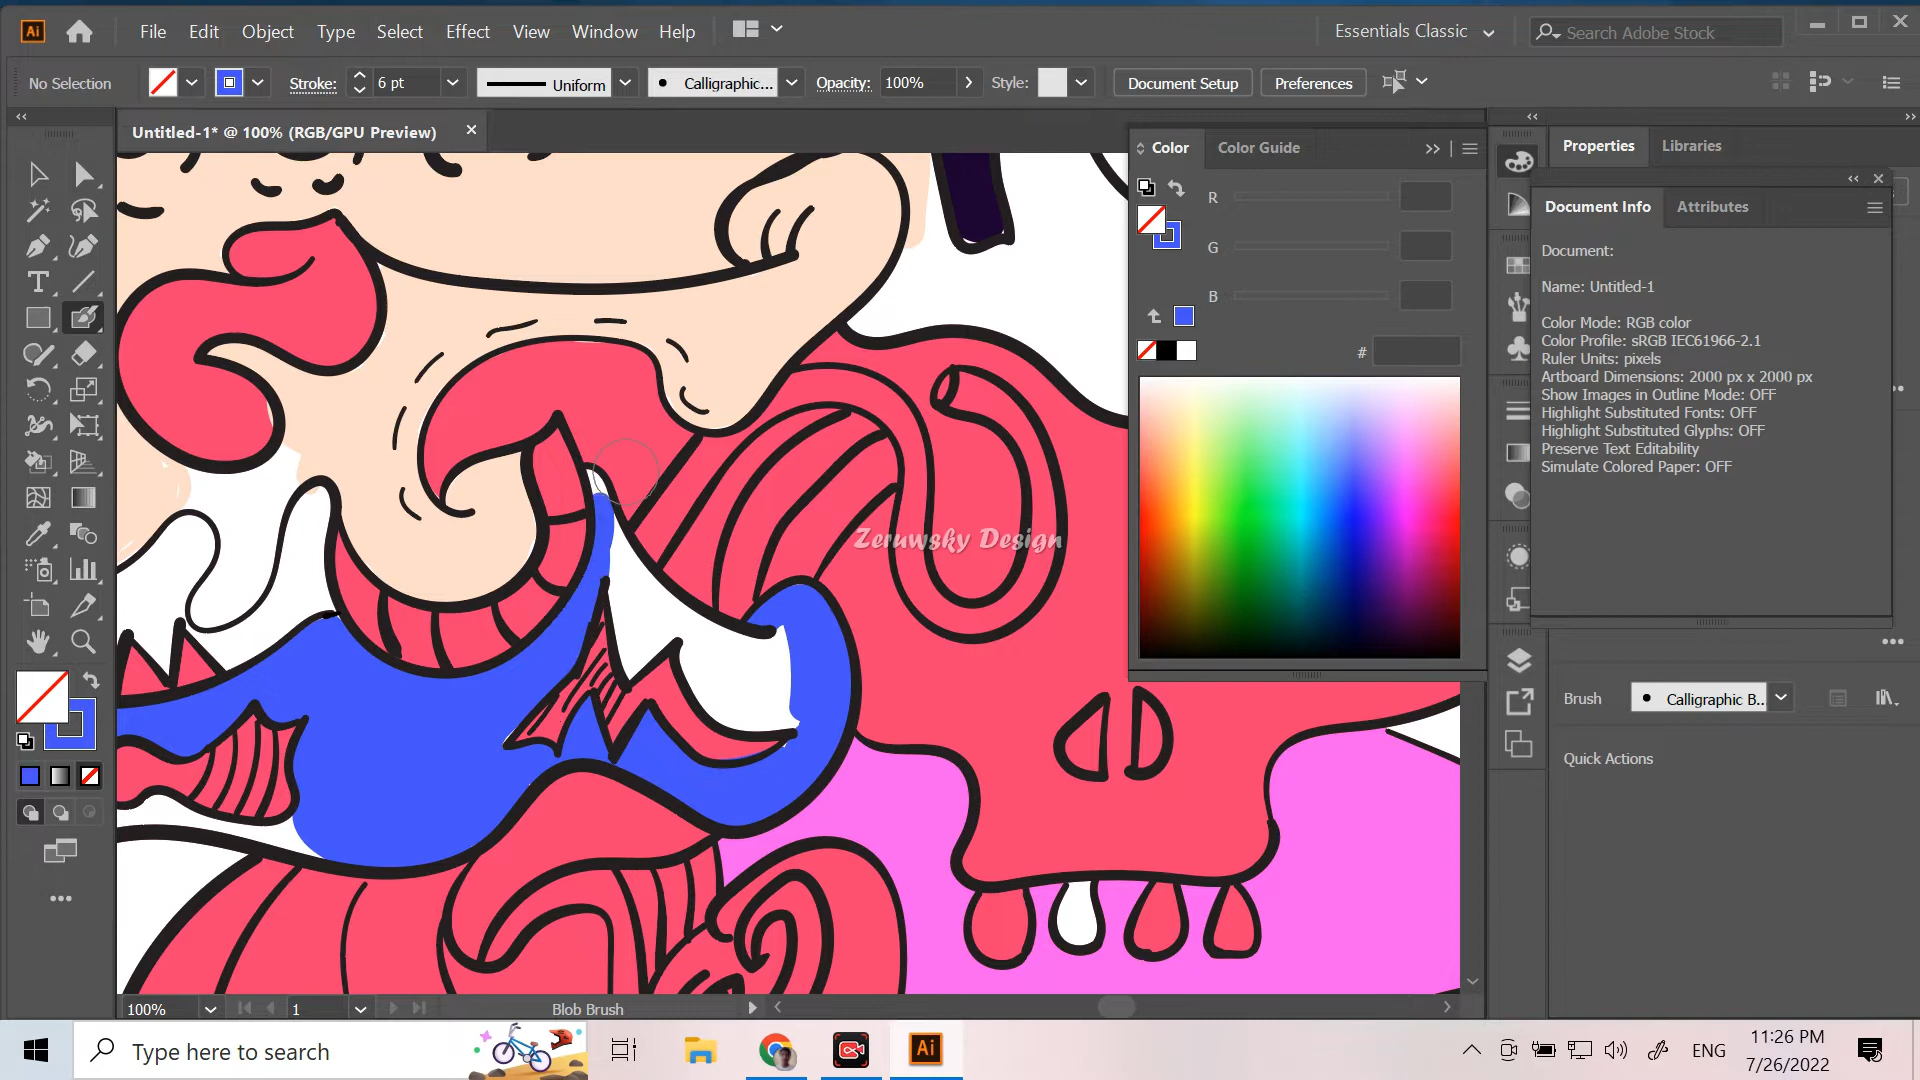 Ai File Edit Object Type Select Effect View Window Help Essentials Classic Search Adobe Stock
No Selection Stroke: 6 pt Uniform Calligraphic... Opacity: 100% Style: Document Setup Preferences
Untitled-1* @ 100% (RGB/GPU Preview)
Color Color Guide
R
G
B
#
Properties Libraries
Document Info Attributes
Document:
Name: Untitled-1
Color Mode: RGB color
Color Profile: sRGB IEC61966-2.1
Ruler Units: pixels
Artboard Dimensions: 2000 px x 2000 px
Show Images in Outline Mode: OFF
Highlight Substituted Fonts: OFF
Highlight Substituted Glyphs: OFF
Preserve Text Editability
Simulate Colored Paper: OFF
Zeruwsky Design
Brush Calligraphic B...
Quick Actions
100% 1 Blob Brush
Type here to search Ai ENG 11:26 PM
7/26/2022